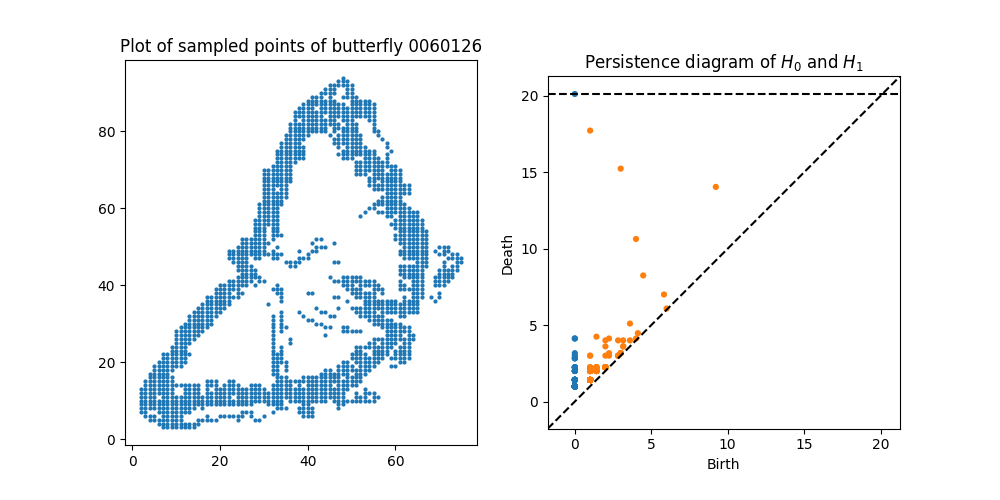 Plot of sampled points of butterfly 0060126
80
60
40
20
0
0 20 40 60
Persistence diagram of H₀ and H₁
20
15
10
5
0
Death
0 5 10 15 20
Birth